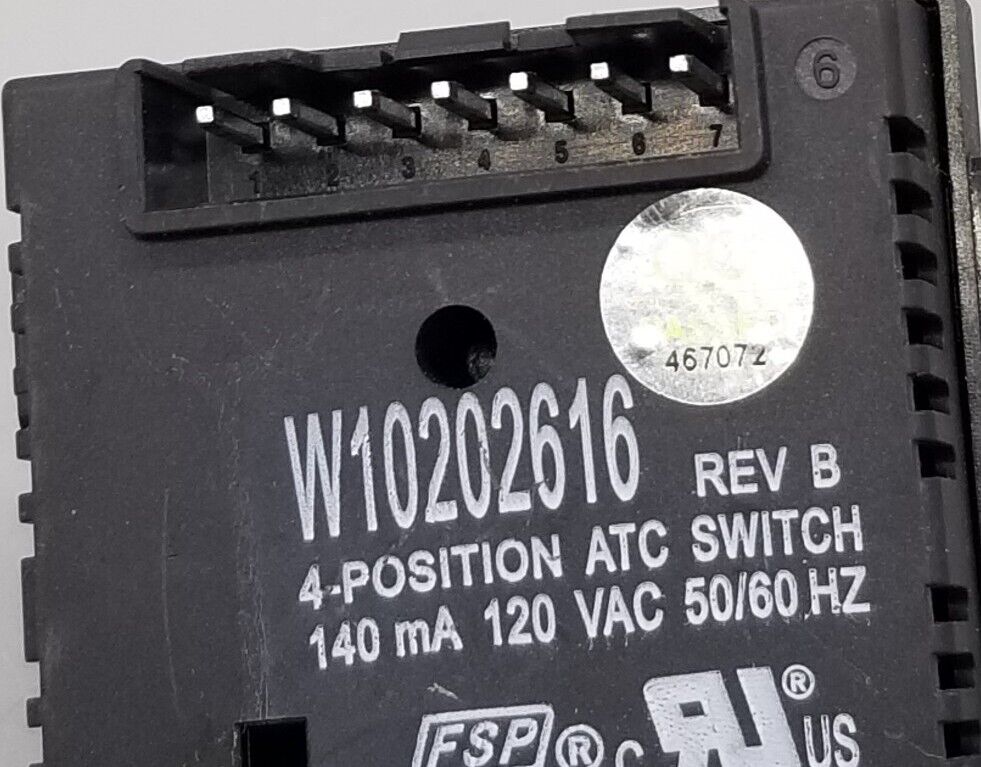 6
1 2 3 4 5 6 7
467072
W10202616 REV B
4-POSITION ATC SWITCH
140 mA 120 VAC 50/60 HZ
FSP® C RU® US